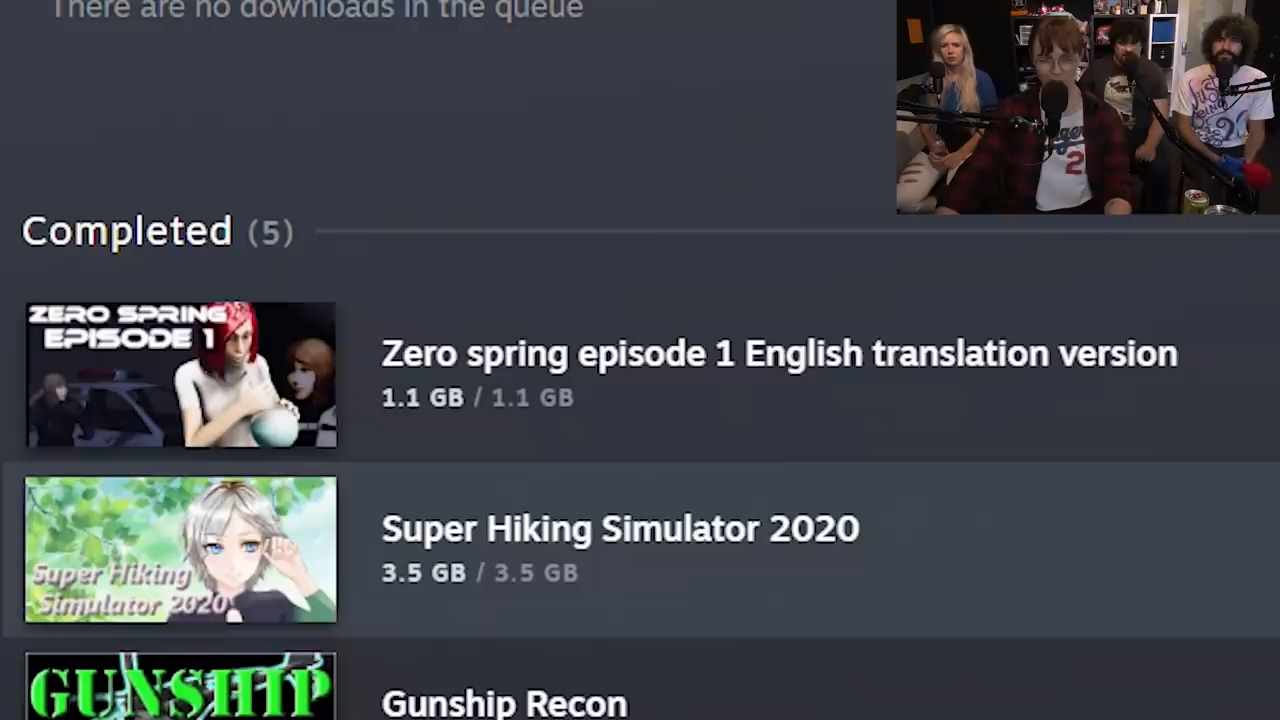 There are no downloads in the queue
Completed (5)
ZERO SPRING
EPISODE 1
Zero spring episode 1 English translation version
1.1 GB / 1.1 GB
Super Hiking
Simulator 2020
Super Hiking Simulator 2020
3.5 GB / 3.5 GB
GUNSHIP
Gunship Recon